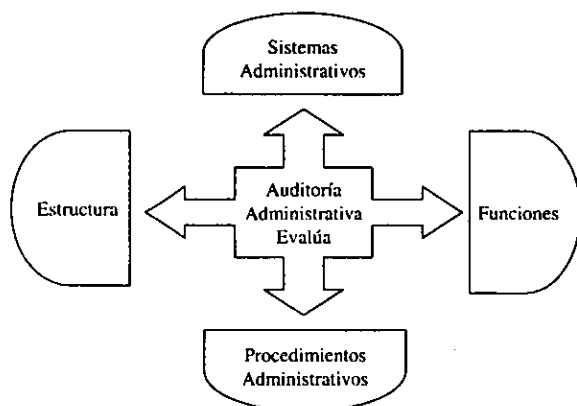 Sistemas
Administrativos
Estructura
Auditoría
Administrativa
Evalúa
Funciones
Procedimientos
Administrativos